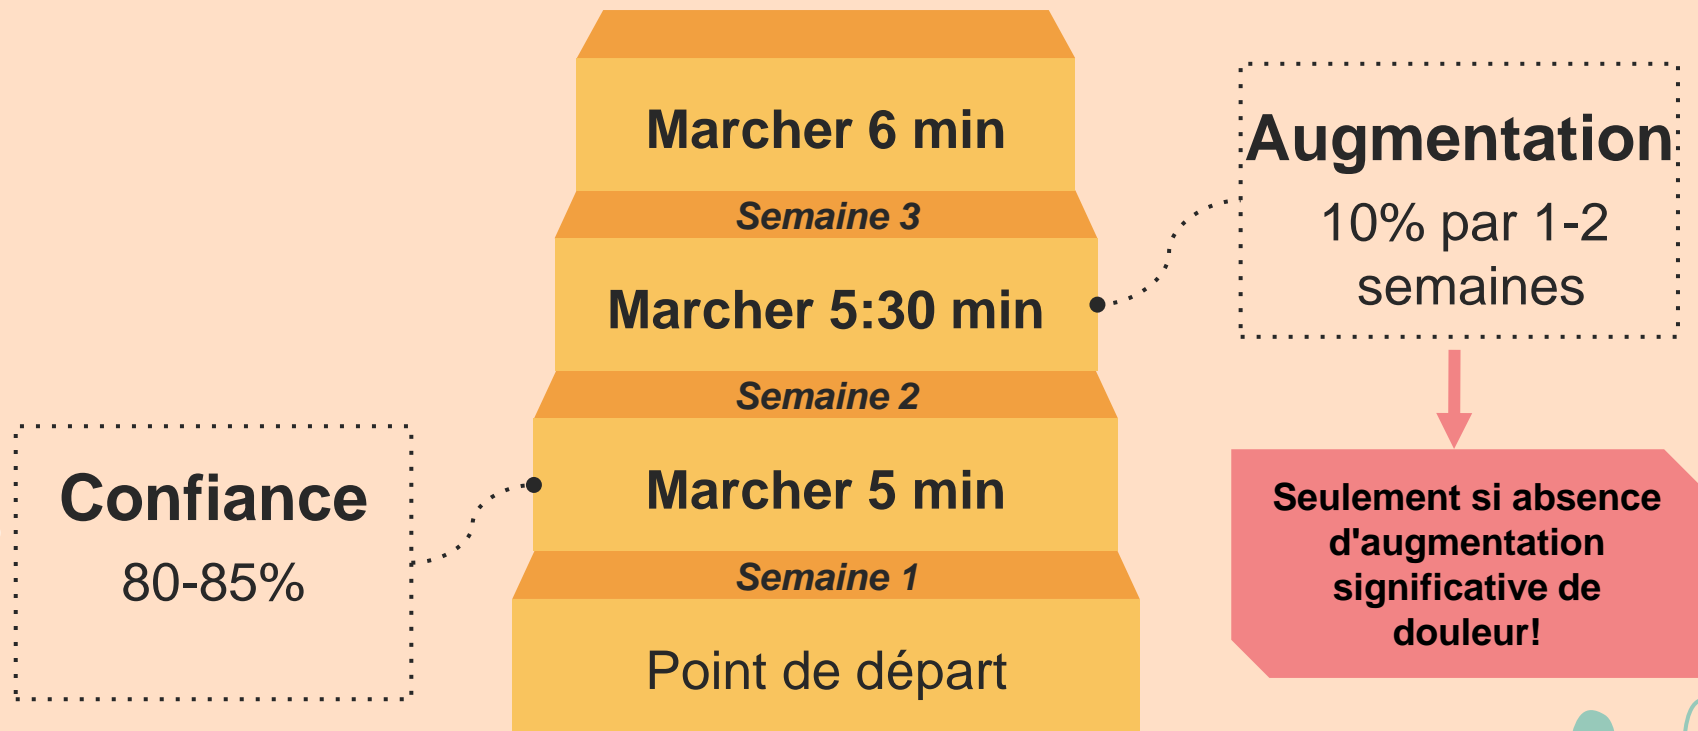 Marcher 6 min
Semaine 3
Marcher 5:30 min
Semaine 2
Marcher 5 min
Semaine 1
Point de départ
Confiance
80-85%
Augmentation
10% par 1-2
semaines
Seulement si absence
d'augmentation
significative de
douleur!